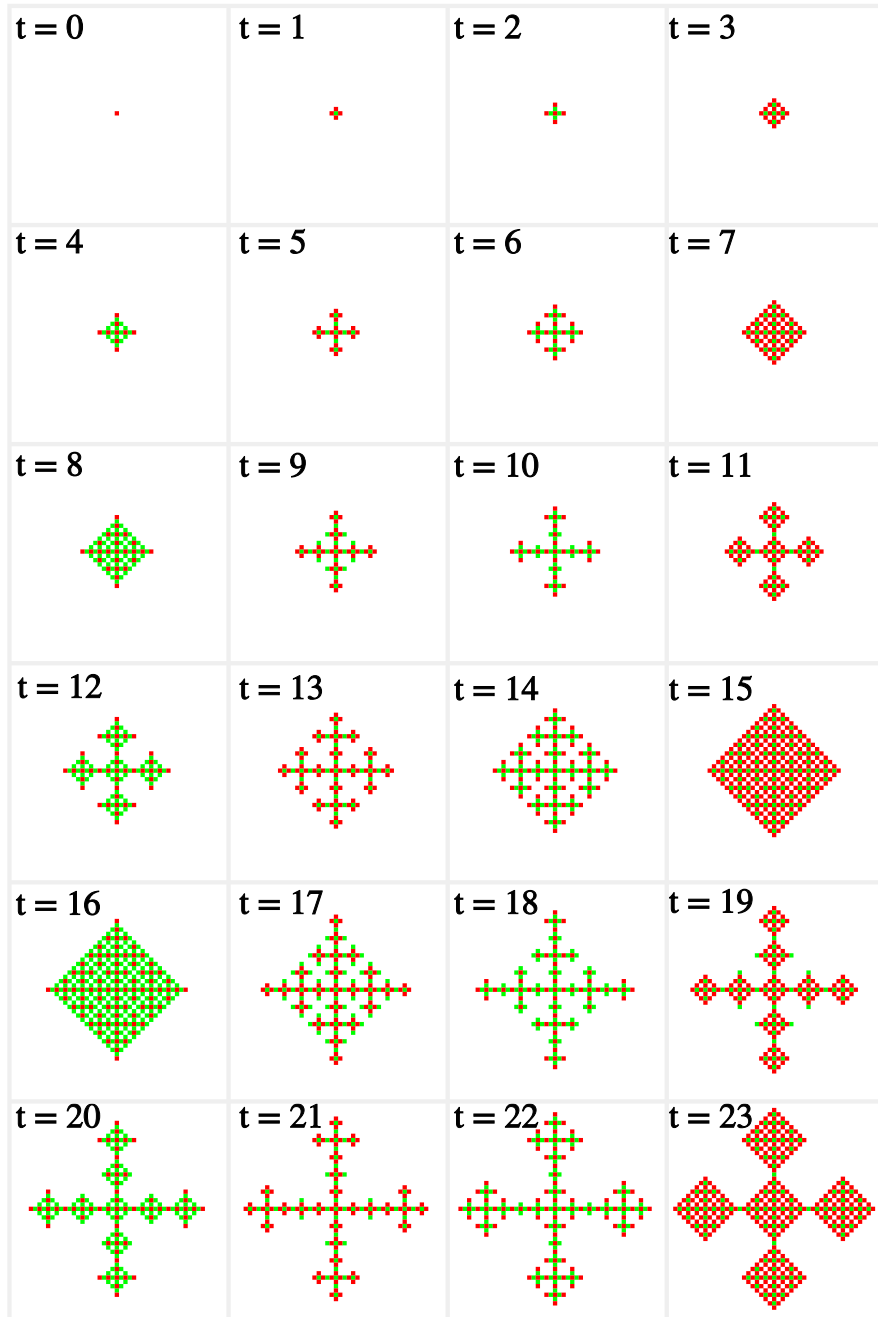 t = 0
t = 1
t = 2
t = 3
t = 4
t = 5
t = 6
t = 7
t = 8
t = 9
t = 10
t = 11
t = 12
t = 13
t = 14
t = 15
t = 16
t = 17
t = 18
t = 19
t = 20
t = 21
t = 22
t = 23